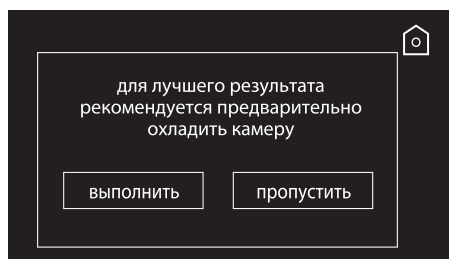 для лучшего результата
рекомендуется предварительно
охладить камеру
выполнить
пропустить